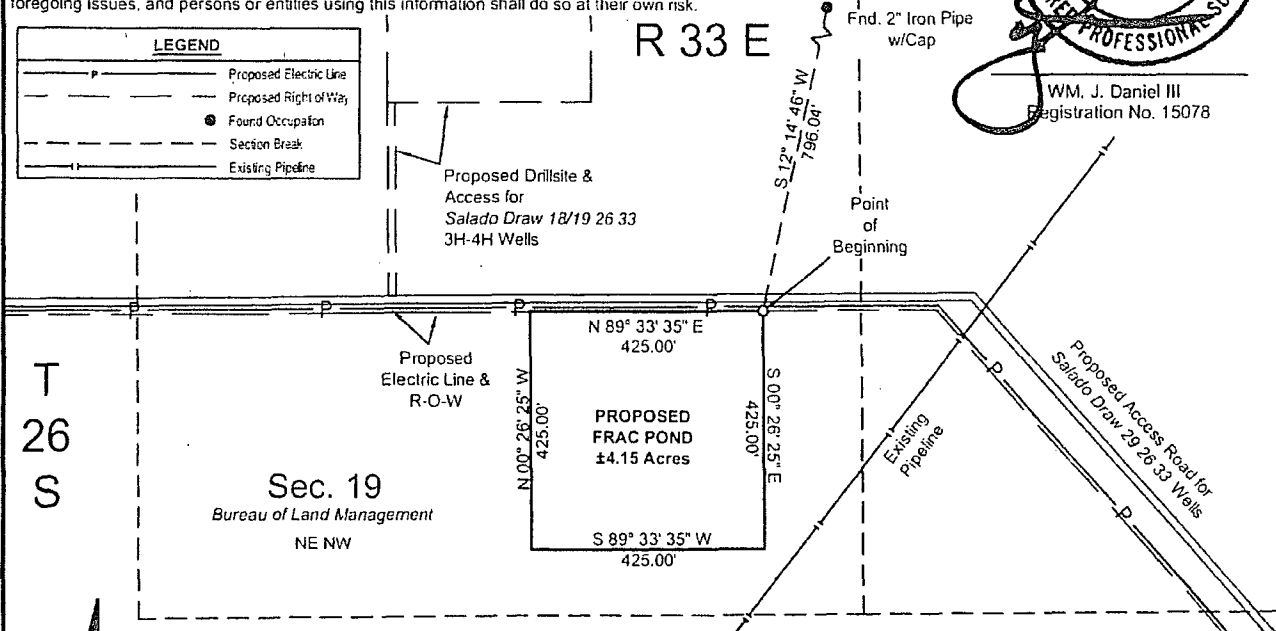 foregoing issues, and persons or entities using this information shall do so at their own risk.
LEGEND
P
Proposed Electric Line
Proposed Right of Way
Found Occupation
Section Break
Existing Pipeline
R 33 E
Fnd. 2" Iron Pipe
w/Cap
PROFESSIONAL
WM. J. Daniel III
Registration No. 15078
S 12° 14' 46" W
796.04'
Proposed Drillsite &
Access for
Salado Draw 18/19 26 33
3H-4H Wells
Point
of
Beginning
P
P
P
P
N 89° 33' 35" E
425.00'
Proposed
Electric Line &
R-O-W
T
26
S
N 00° 26' 25" W
425.00'
PROPOSED
FRAC POND
±4.15 Acres
S 00° 26' 25" E
425.00'
P
Proposed Access Road for
Salado Draw 29 26 33 Wells
Existing
Pipeline
Sec. 19
Bureau of Land Management
NE NW
P
S 89° 33' 35" W
425.00'